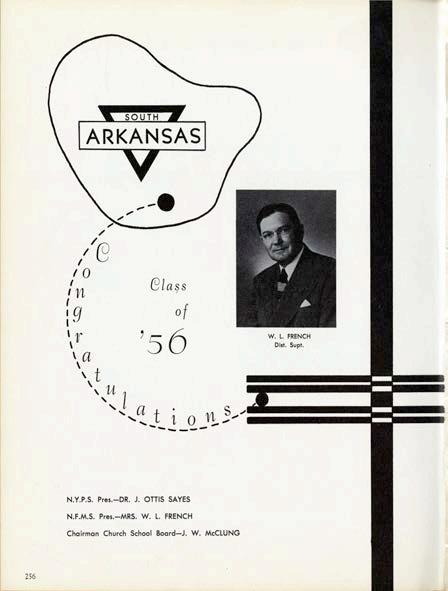 SOUTH
ARKANSAS
Congratulations
Class
of
'56
W. L. FRENCH
Dist. Supt.
N.Y.P.S. Pres.—DR. J. OTTIS SAYES
N.F.M.S. Pres.—MRS. W. L. FRENCH
Chairman Church School Board—J. W. McCLUNG
256